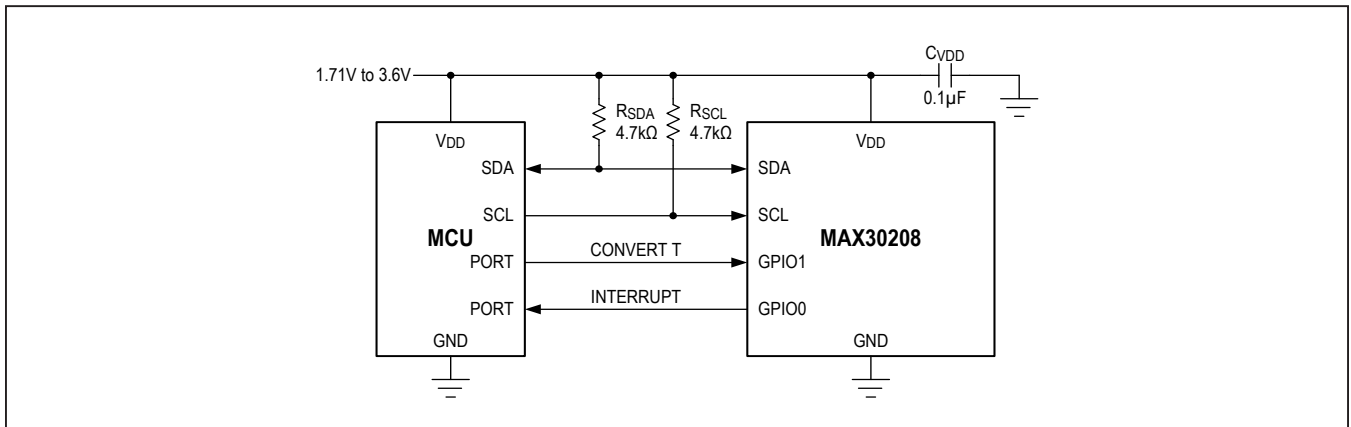 CVDD
1.71V to 3.6V
0.1µF
RSDA
4.7kΩ
RSCL
4.7kΩ
VDD
VDD
SDA
SDA
SCL
SCL
MCU
MAX30208
PORT
CONVERT T
GPIO1
PORT
INTERRUPT
GPIO0
GND
GND